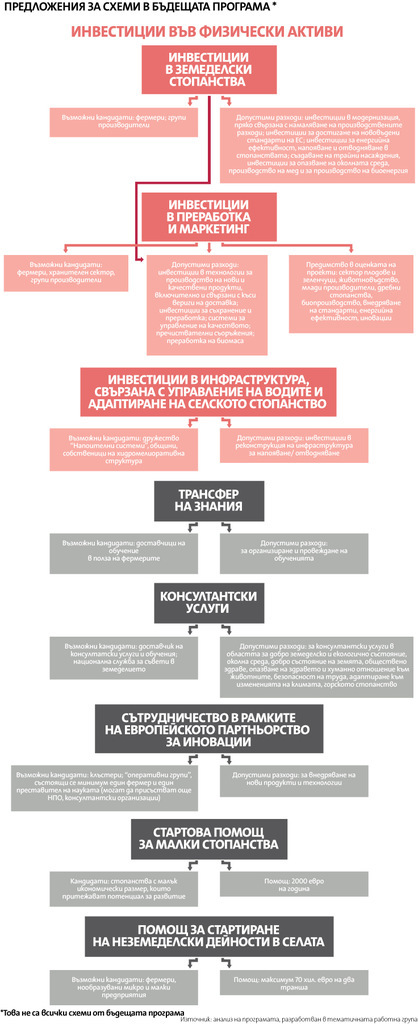 ПРЕДЛОЖЕНИЯ ЗА СХЕМИ В БЪДЕЩАТА ПРОГРАМА *
ИНВЕСТИЦИИ ВЪВ ФИЗИЧЕСКИ АКТИВИ
ИНВЕСТИЦИИ
В ЗЕМЕДЕЛСКИ
СТОПАНСТВА
Възможни кандидати: фермери; групи
производители
Допустими разходи: инвестиции в модернизация,
пряко свързана с намаляване на производствените
разходи; инвестиции за достигане на нововъдени
стандарти на ЕС; инвестиции за енергийна
ефективност, напояване и отводняване в
стопанствата; създаване на трайни насаждения,
инвестиции за опазване на околната среда,
производство на мед и за производство на биоенергия
ИНВЕСТИЦИИ
В ПРЕРАБОТКА
И МАРКЕТИНГ
Възможни кандидати:
фермери, хранителен сектор,
групи производители
Допустими разходи:
инвестиции в технологии за
производство на нови и
качествени продукти,
включително и свързани с къси
вериги на доставка;
инвестиции за съхранение и
преработка; системи за
управление на качеството;
пречиствателни съоръжения;
преработка на биомаса
Предимство в оценката на
проекти: сектор плодове и
зеленчуци, животновъдство,
млади производители, дребни
стопанства,
биопроизводство, внедряване
на стандарти, енергийна
ефективност, иновации
ИНВЕСТИЦИИ В ИНФРАСТРУКТУРА,
СВЪРЗАНА С УПРАВЛЕНИЕ НА ВОДИТЕ И
АДАПТИРАНЕ НА СЕЛСКОТО СТОПАНСТВО
Възможни кандидати: дружество
"Напоителни системи", общини,
собственици на хидромелиоративна
структура
Допустими разходи: инвестиции в
реконструкция на инфраструктура
за напояване/ отводняване
ТРАНСФЕР
НА ЗНАНИЯ
Възможни кандидати: доставчици на
обучение
в полза на фермерите
Допустими разходи:
за организиране и провеждане на
обученията
КОНСУЛТАНТСКИ
УСЛУГИ
Възможни кандидати: доставчик на
консултантски услуги и обучения;
национална служба за съвети в
земеделието
Допустими разходи: за консултантски услуги в
областта за добро земеделско и екологично състояние,
околна среда, добро състояние на земята, обществено
здраве, опазване на здравето и хуманно отношение към
животните, безопасност на труда, адаптиране към
измененията на климата, горското стопанство
СЪТРУДНИЧЕСТВО В РАМКИТЕ
НА ЕВРОПЕЙСКОТО ПАРТНЬОРСТВО
ЗА ИНОВАЦИИ
Възможни кандидати: клъстери; "оперативни групи",
състоящи се минимум един фермер и един
преставител на науката (могат да присъстват още
НПО, консултантски организации)
Допустими разходи: за внедряване на
нови продукти и технологии
СТАРТОВА ПОМОЩ
ЗА МАЛКИ СТОПАНСТВА
Кандидати: стопанства с малък
икономически размер, които
притежават потенциал за развитие
Помощ: 2000 евро
на година
ПОМОЩ ЗА СТАРТИРАНЕ
НА НЕЗЕМЕДЕЛСКИ ДЕЙНОСТИ В СЕЛАТА
Възможни кандидати: фермери,
нообразувани микро и малки
предприятия
Помощ: максимум 70 хил. евро на два
транша
*Това не са всички схеми от бъдещата програма
Източник: анализ на програмата, разработван в тематичната работна група